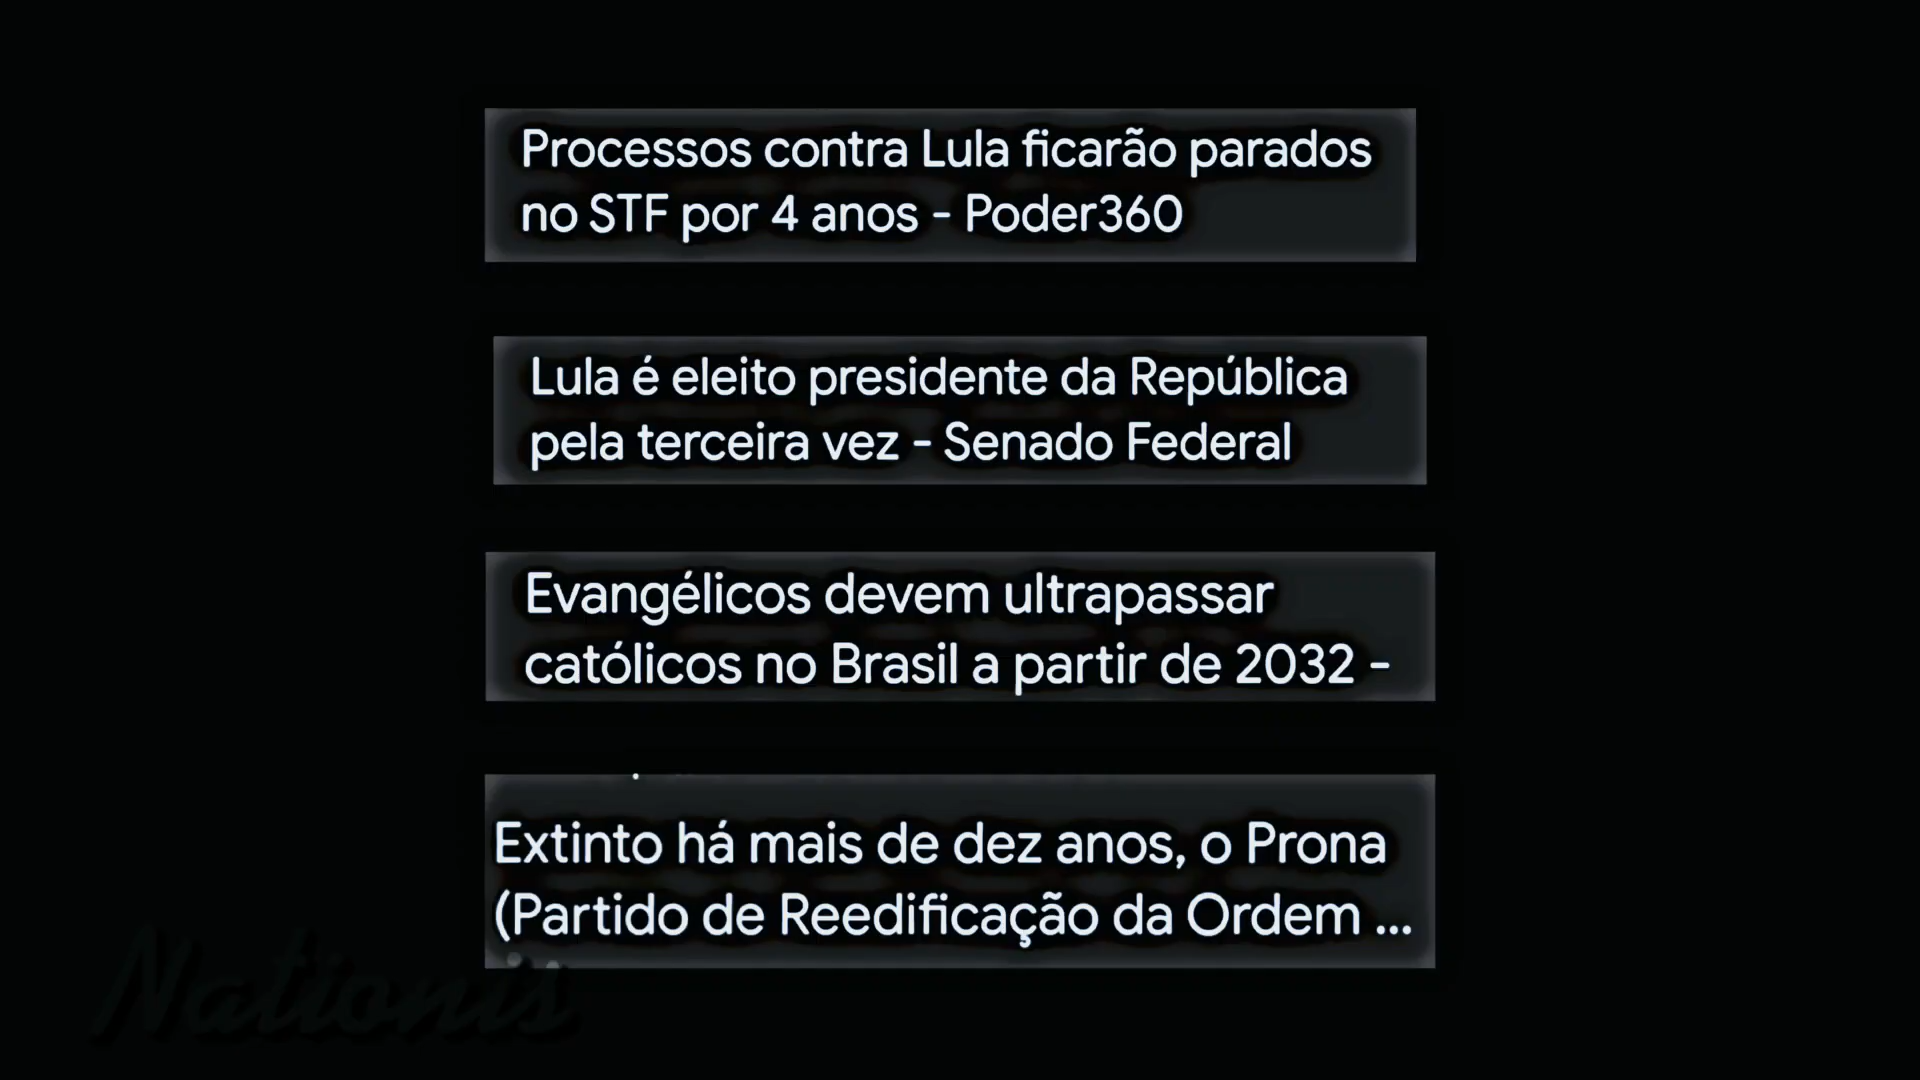 Processos contra Lula ficarão parados
no STF por 4 anos - Poder360
Lula é eleito presidente da República
pela terceira vez - Senado Federal
Evangélicos devem ultrapassar
católicos no Brasil a partir de 2032 -
Extinto há mais de dez anos, o Prona
(Partido de Reedificação da Ordem ...
Nationis